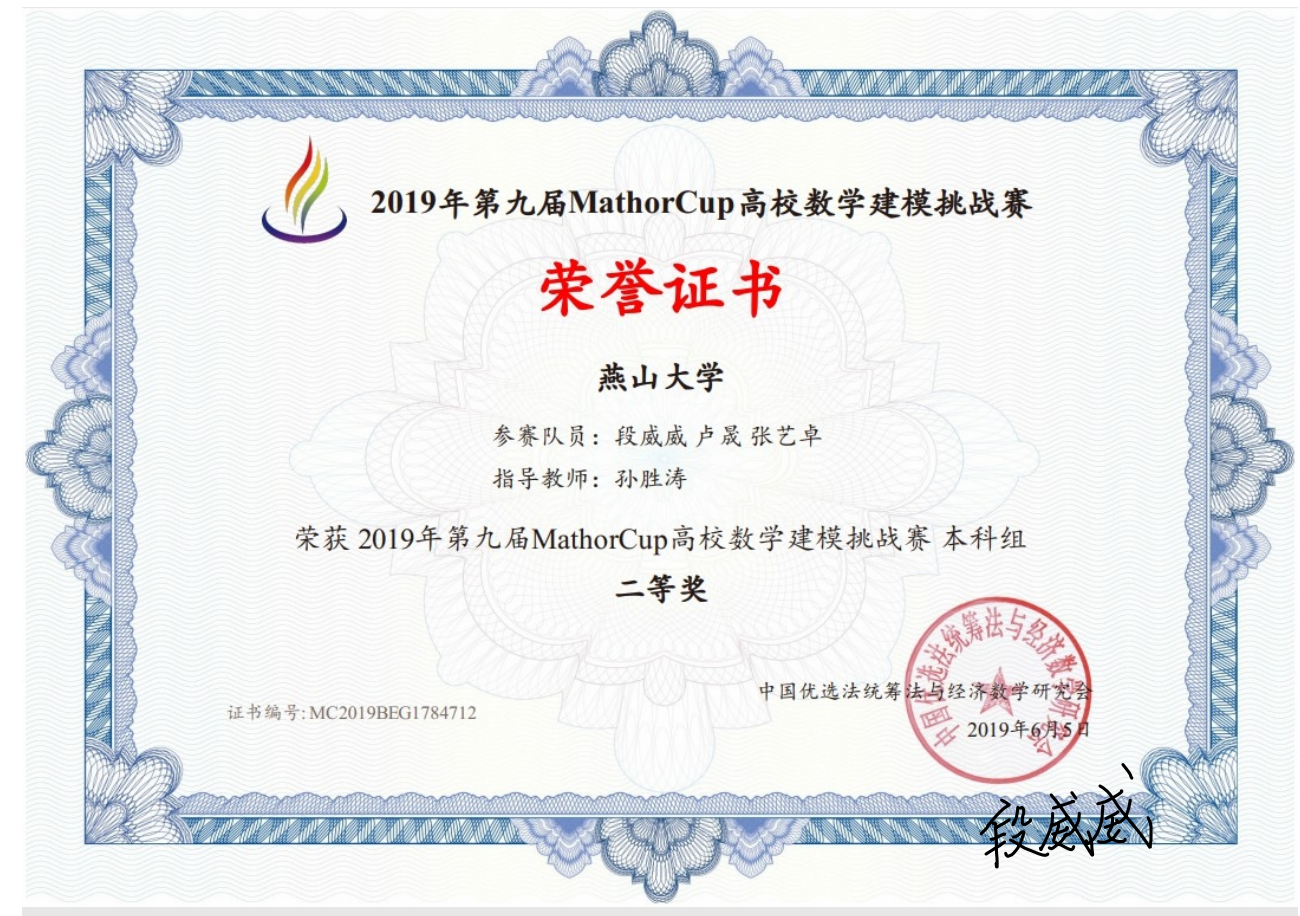 2019年第九届MathorCup高校数学建模挑战赛
荣誉证书
燕山大学
参赛队员：段威威 卢晟 张艺卓
指导教师：孙胜涛
荣获 2019年第九届MathorCup高校数学建模挑战赛 本科组
二等奖
中国优选法统筹法与经济数学研究会
中国优选法统筹法与经济数学研究会
证书编号:MC2019BEG1784712
2019年6月5日
段威威